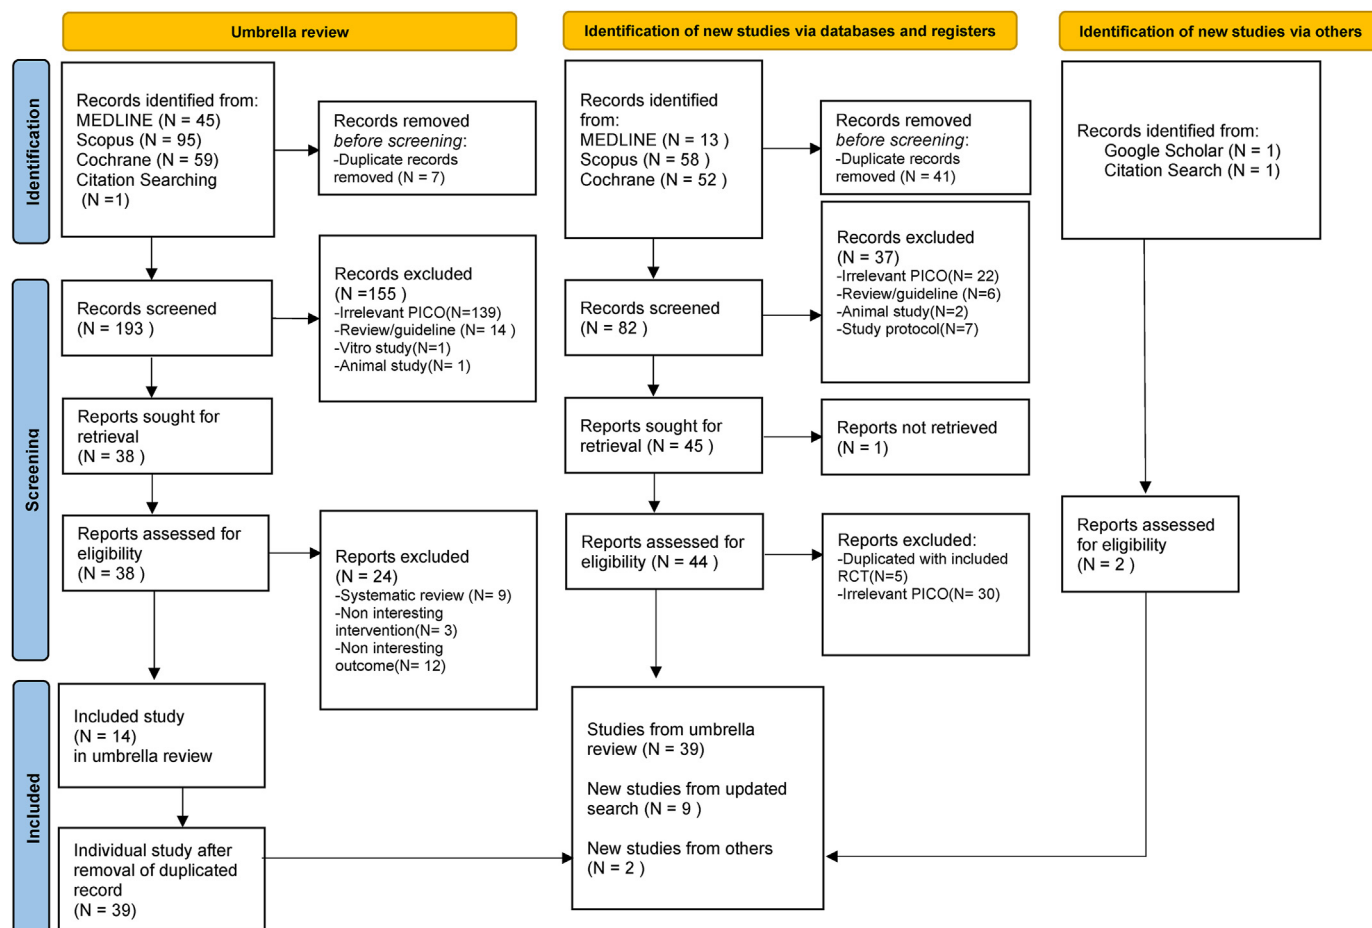 Umbrella review
Identification of new studies via databases and registers
Identification of new studies via others
Identification
Records identified from:
MEDLINE (N = 45)
Scopus (N = 95)
Cochrane (N = 59)
Citation Searching
(N =1)
Records removed
before screening:
-Duplicate records
removed (N = 7)
Records identified
from:
MEDLINE (N = 13 )
Scopus (N = 58 )
Cochrane (N = 52 )
Records removed
before screening:
-Duplicate records
removed (N = 41)
Records identified from:
Google Scholar (N = 1)
Citation Search (N = 1)
Screening
Records screened
(N = 193 )
Records excluded
(N =155 )
-Irrelevant PICO(N=139)
-Review/guideline (N= 14 )
-Vitro study(N=1)
-Animal study(N= 1)
Records screened
(N = 82 )
Records excluded
(N = 37)
-Irrelevant PICO(N= 22)
-Review/guideline (N=6)
-Animal study(N=2)
-Study protocol(N=7)
Reports sought for
retrieval
(N = 38 )
Reports sought for
retrieval (N = 45 )
Reports not retrieved
(N = 1)
Reports assessed for
eligibility
(N = 38 )
Reports excluded
(N = 24)
-Systematic review (N= 9)
-Non interesting
intervention(N= 3)
-Non interesting
outcome(N= 12)
Reports assessed for
eligibility (N = 44 )
Reports excluded:
-Duplicated with included
RCT(N=5)
-Irrelevant PICO(N= 30)
Reports assessed
for eligibility
(N = 2 )
Included
Included study
(N = 14)
in umbrella review
Individual study after
removal of duplicated
record
(N = 39)
Studies from umbrella
review (N = 39)
New studies from updated
search (N = 9 )
New studies from others
(N = 2 )